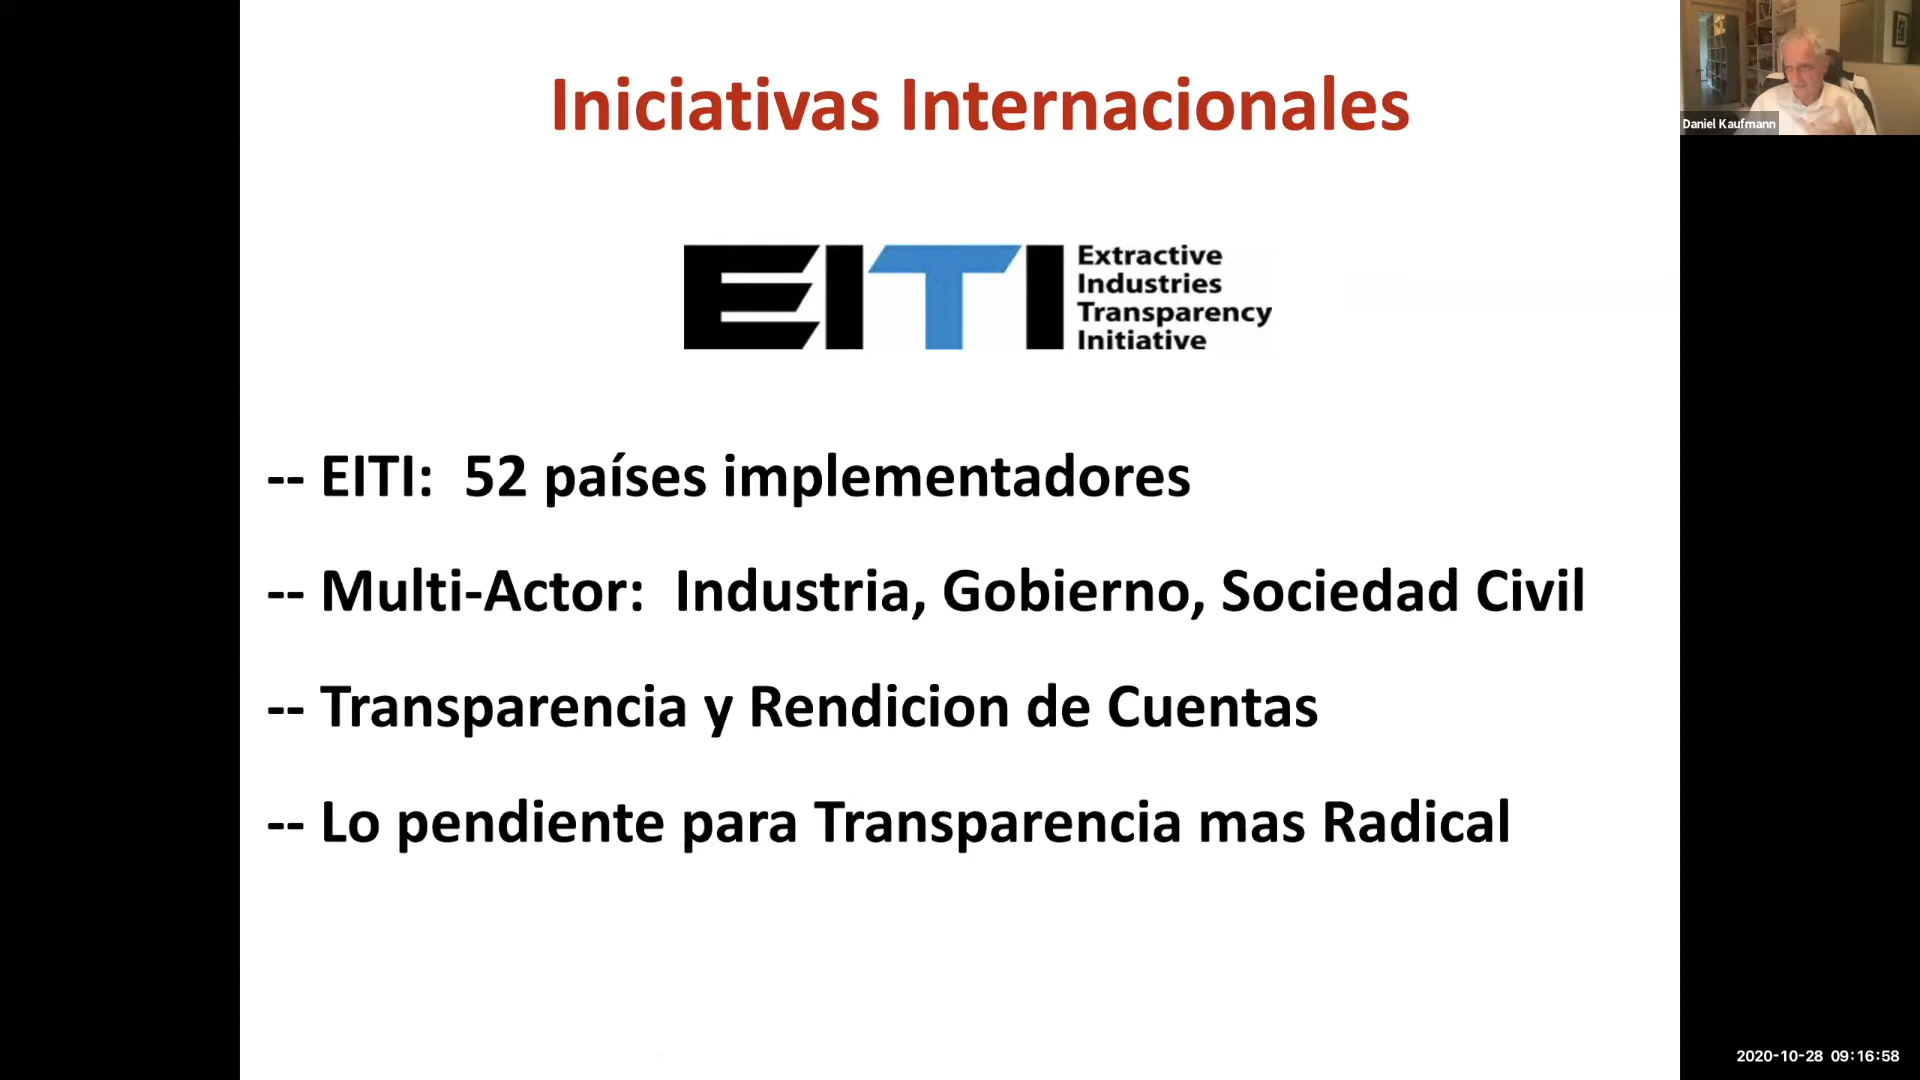 Iniciativas Internacionales
EITI
Extractive
Industries
Transparency
Initiative
-- EITI:  52 países implementadores
-- Multi-Actor:  Industria, Gobierno, Sociedad Civil
-- Transparencia y Rendicion de Cuentas
-- Lo pendiente para Transparencia mas Radical
Daniel Kaufmann
2020-10-28 09:16:58